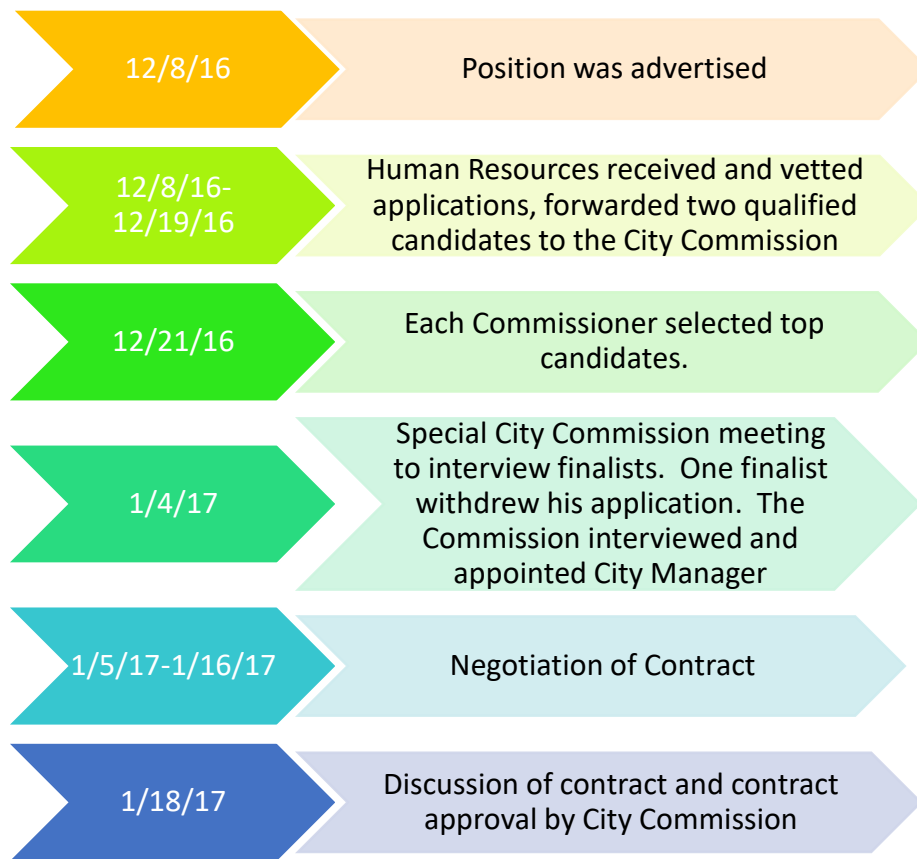 12/8/16
Position was advertised
12/8/16-
12/19/16
Human Resources received and vetted
applications, forwarded two qualified
candidates to the City Commission
12/21/16
Each Commissioner selected top
candidates.
1/4/17
Special City Commission meeting
to interview finalists.  One finalist
withdrew his application.  The
Commission interviewed and
appointed City Manager
1/5/17-1/16/17
Negotiation of Contract
1/18/17
Discussion of contract and contract
approval by City Commission